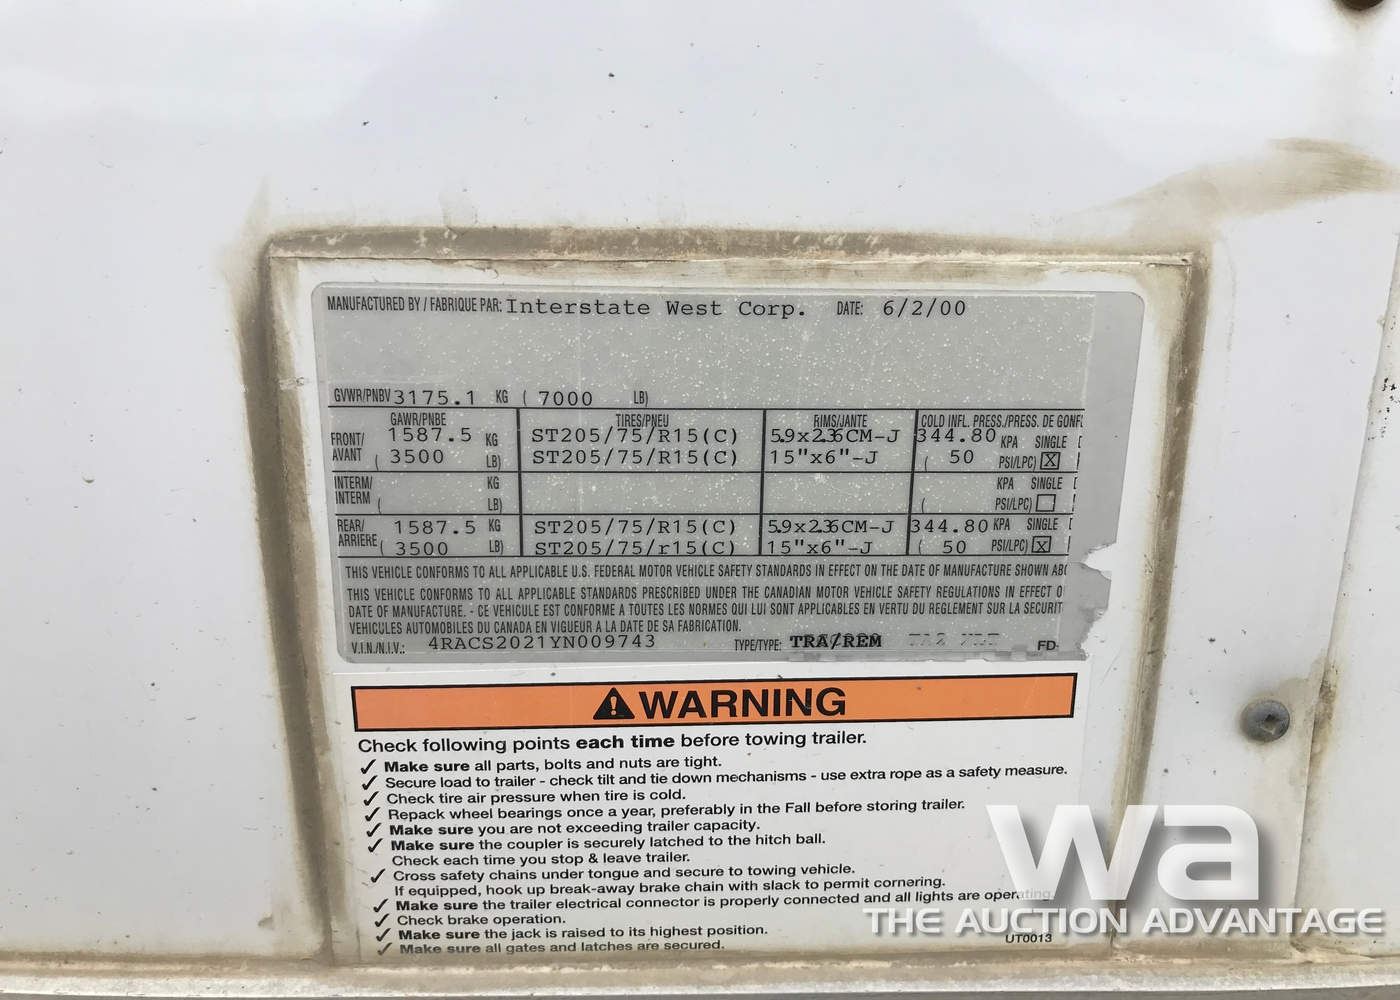 MANUFACTURED BY / FABRIQUE PAR: Interstate West Corp. DATE: 6/2/00
GVWR/PNBV 3175.1 KG ( 7000 LB)
GAWR/PNBE TIRES/PNEU RIMS/JANTE COLD INFL. PRESS./PRESS. DE GONFL
FRONT/ 1587.5 KG ST205/75/R15(C) 5.9x2.36CM-J 344.80 KPA SINGLE
AVANT ( 3500 LB) ST205/75/R15(C) 15"x6"-J ( 50 PSI/LPC) X
INTERM/ KG KPA SINGLE
INTERM ( LB) ( PSI/LPC)
REAR/ 1587.5 KG ST205/75/R15(C) 5.9x2.36CM-J 344.80 KPA SINGLE
ARRIERE ( 3500 LB) ST205/75/r15(C) 15"x6"-J ( 50 PSI/LPC) X
THIS VEHICLE CONFORMS TO ALL APPLICABLE U.S. FEDERAL MOTOR VEHICLE SAFETY STANDARDS IN EFFECT ON THE DATE OF MANUFACTURE SHOWN ABO
THIS VEHICLE CONFORMS TO ALL APPLICABLE STANDARDS PRESCRIBED UNDER THE CANADIAN MOTOR VEHICLE SAFETY REGULATIONS IN EFFECT O
DATE OF MANUFACTURE. - CE VEHICULE EST CONFORME A TOUTES LES NORMES QUI LUI SONT APPLICABLES EN VERTU DU REGLEMENT SUR LA SECURIT
VEHICULES AUTOMOBILES DU CANADA EN VIGUEUR A LA DATE DE SA FABRICATION.
V.I.N./N.I.V.: 4RACS2021YN009743 TYPE/TYPE: TRA/REM FD-
WARNING
Check following points each time before towing trailer.
✓ Make sure all parts, bolts and nuts are tight.
✓ Secure load to trailer - check tilt and tie down mechanisms - use extra rope as a safety measure.
✓ Check tire air pressure when tire is cold.
✓ Repack wheel bearings once a year, preferably in the Fall before storing trailer.
✓ Make sure you are not exceeding trailer capacity.
✓ Make sure the coupler is securely latched to the hitch ball.
Check each time you stop & leave trailer.
✓ Cross safety chains under tongue and secure to towing vehicle.
If equipped, hook up break-away brake chain with slack to permit cornering.
✓ Make sure the trailer electrical connector is properly connected and all lights are operating.
✓ Check brake operation.
✓ Make sure the jack is raised to its highest position.
✓ Make sure all gates and latches are secured.
UT0013
wa
THE AUCTION ADVANTAGE